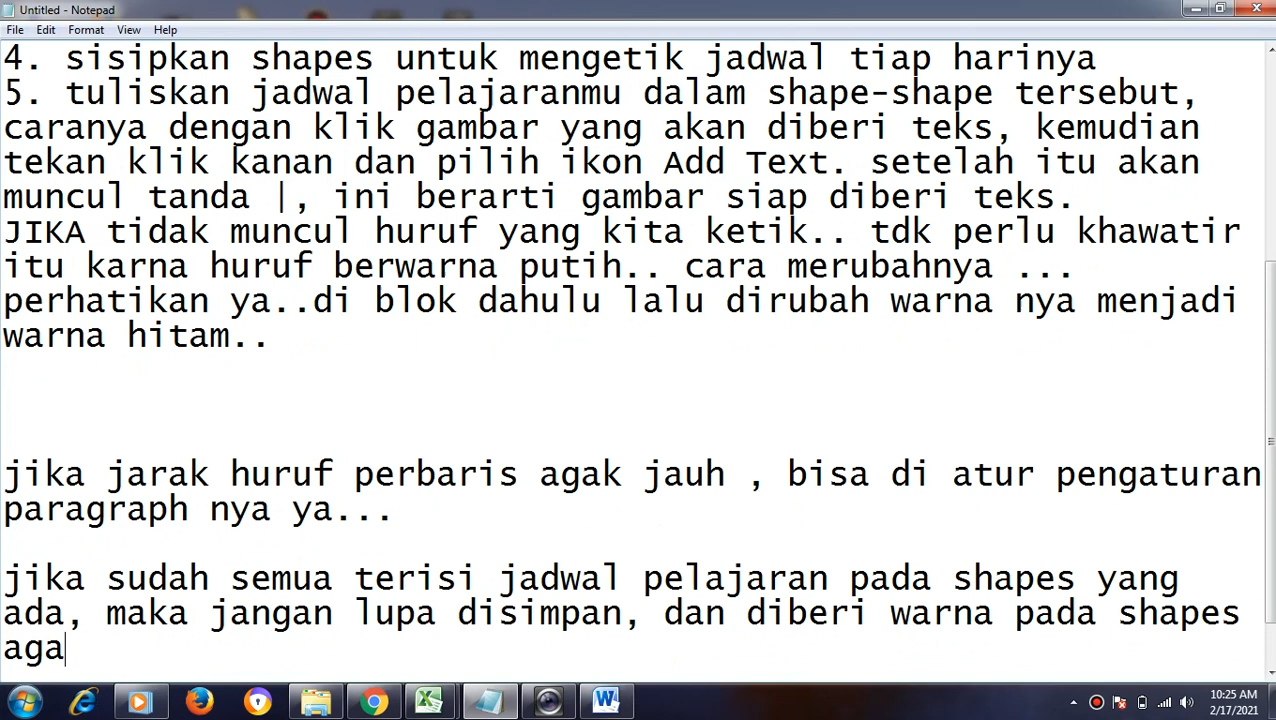 Untitled - Notepad
File Edit Format View Help
4. sisipkan shapes untuk mengetik jadwal tiap harinya
5. tuliskan jadwal pelajaranmu dalam shape-shape tersebut,
caranya dengan klik gambar yang akan diberi teks, kemudian
tekan klik kanan dan pilih ikon Add Text. setelah itu akan
muncul tanda |, ini berarti gambar siap diberi teks.
JIKA tidak muncul huruf yang kita ketik.. tdk perlu khawatir
itu karna huruf berwarna putih.. cara merubahnya ...
perhatikan ya..di blok dahulu lalu dirubah warna nya menjadi
warna hitam..
jika jarak huruf perbaris agak jauh , bisa di atur pengaturan
paragraph nya ya...
jika sudah semua terisi jadwal pelajaran pada shapes yang
ada, maka jangan lupa disimpan, dan diberi warna pada shapes
aga
10:25 AM
2/17/2021